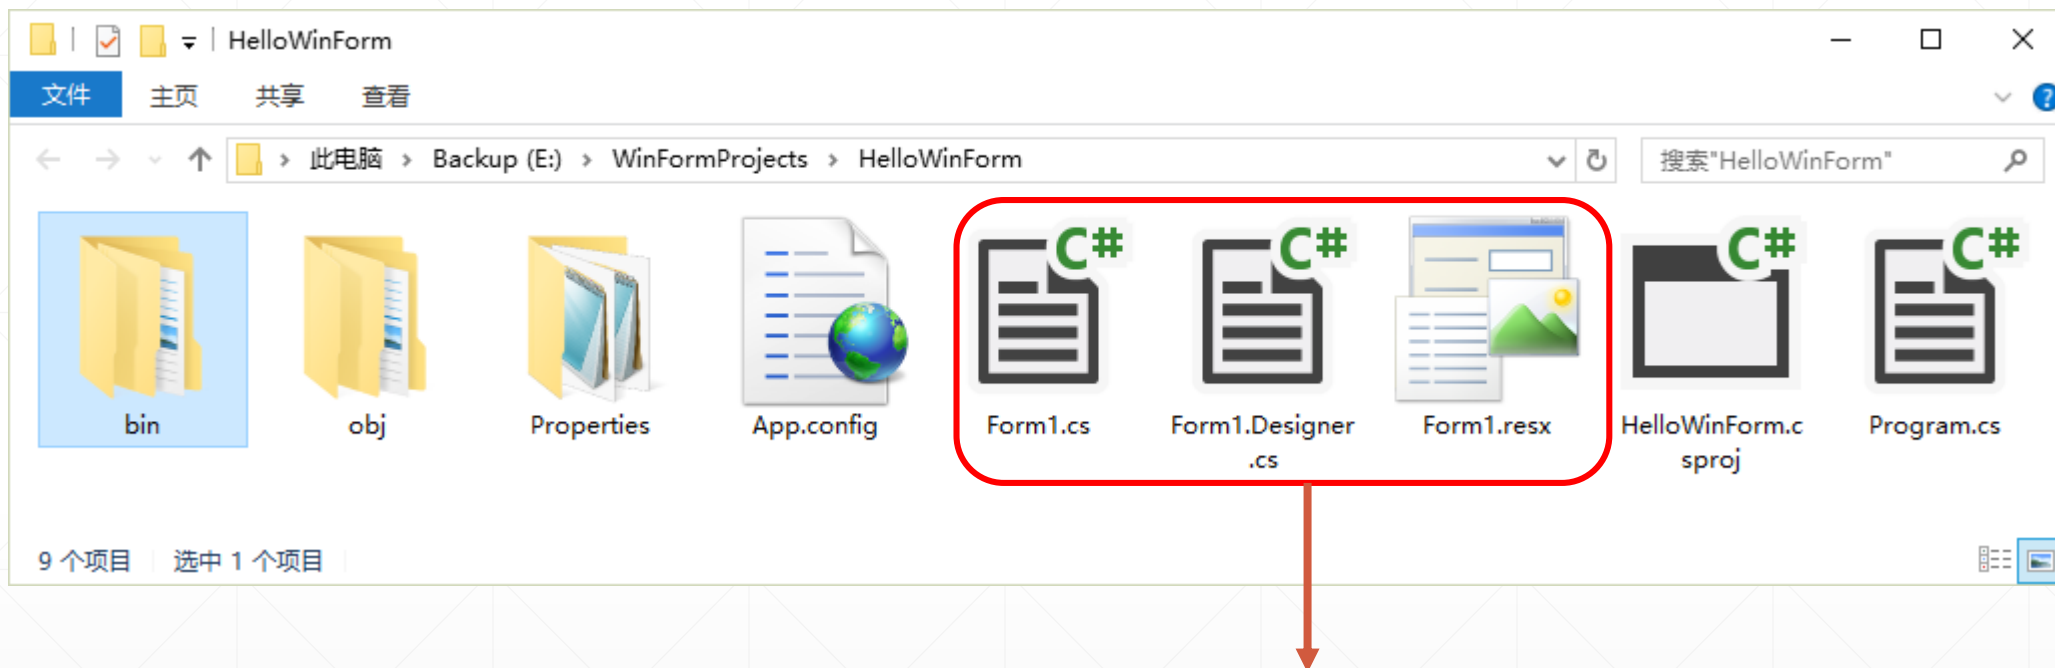 HelloWinForm
文件 主页 共享 查看
此电脑 > Backup (E:) > WinFormProjects > HelloWinForm
搜索"HelloWinForm"
C# C# C# C#
bin obj Properties App.config Form1.cs Form1.Designer.cs Form1.resx HelloWinForm.csproj Program.cs
9 个项目 选中 1 个项目